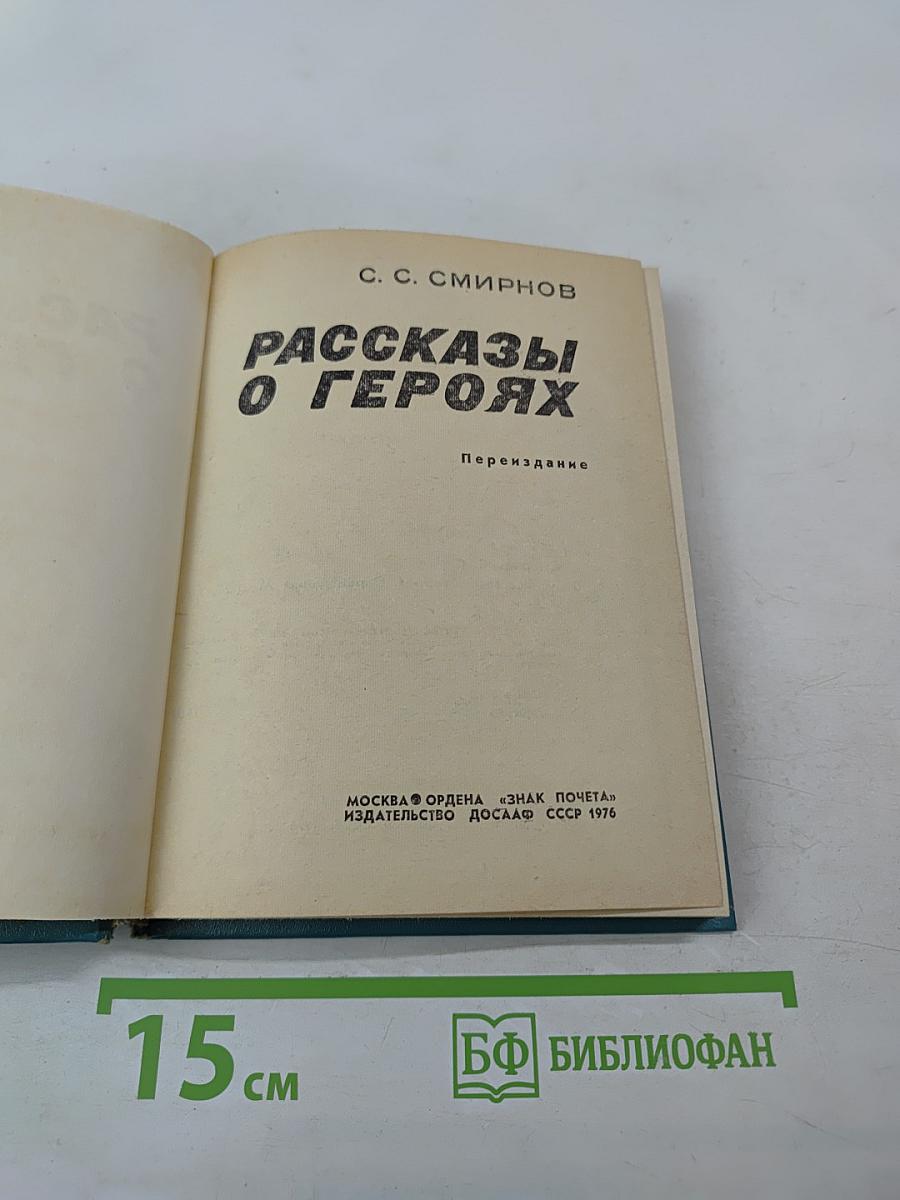 С. С. СМИРНОВ
РАССКАЗЫ
О ГЕРОЯХ
Переиздание
МОСКВА ОРДЕНА «ЗНАК ПОЧЕТА»
ИЗДАТЕЛЬСТВО ДОСААФ СССР 1976
15 см
БФ БИБЛИОФАН